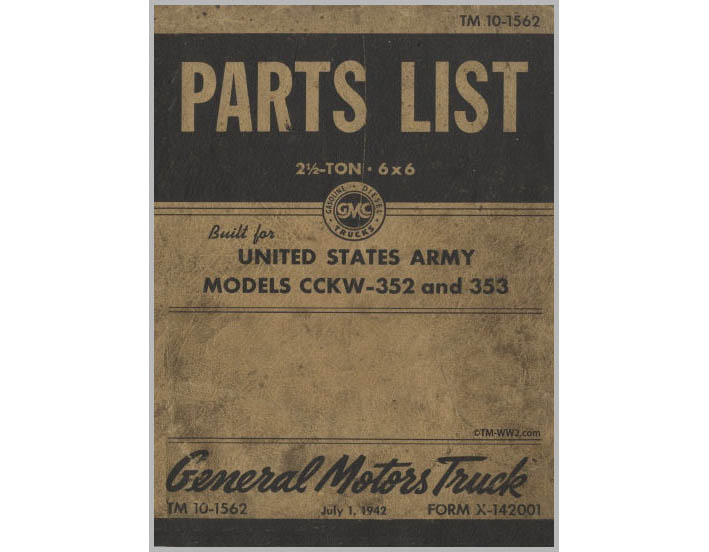 TM 10-1562
PARTS LIST
2½-TON · 6x6
GASOLINE · DIESEL
GMC
· TRUCKS ·
Built for
UNITED STATES ARMY
MODELS CCKW-352 and 353
©TM-WW2.com
General Motors Truck
TM 10-1562 July 1, 1942 FORM X-142001